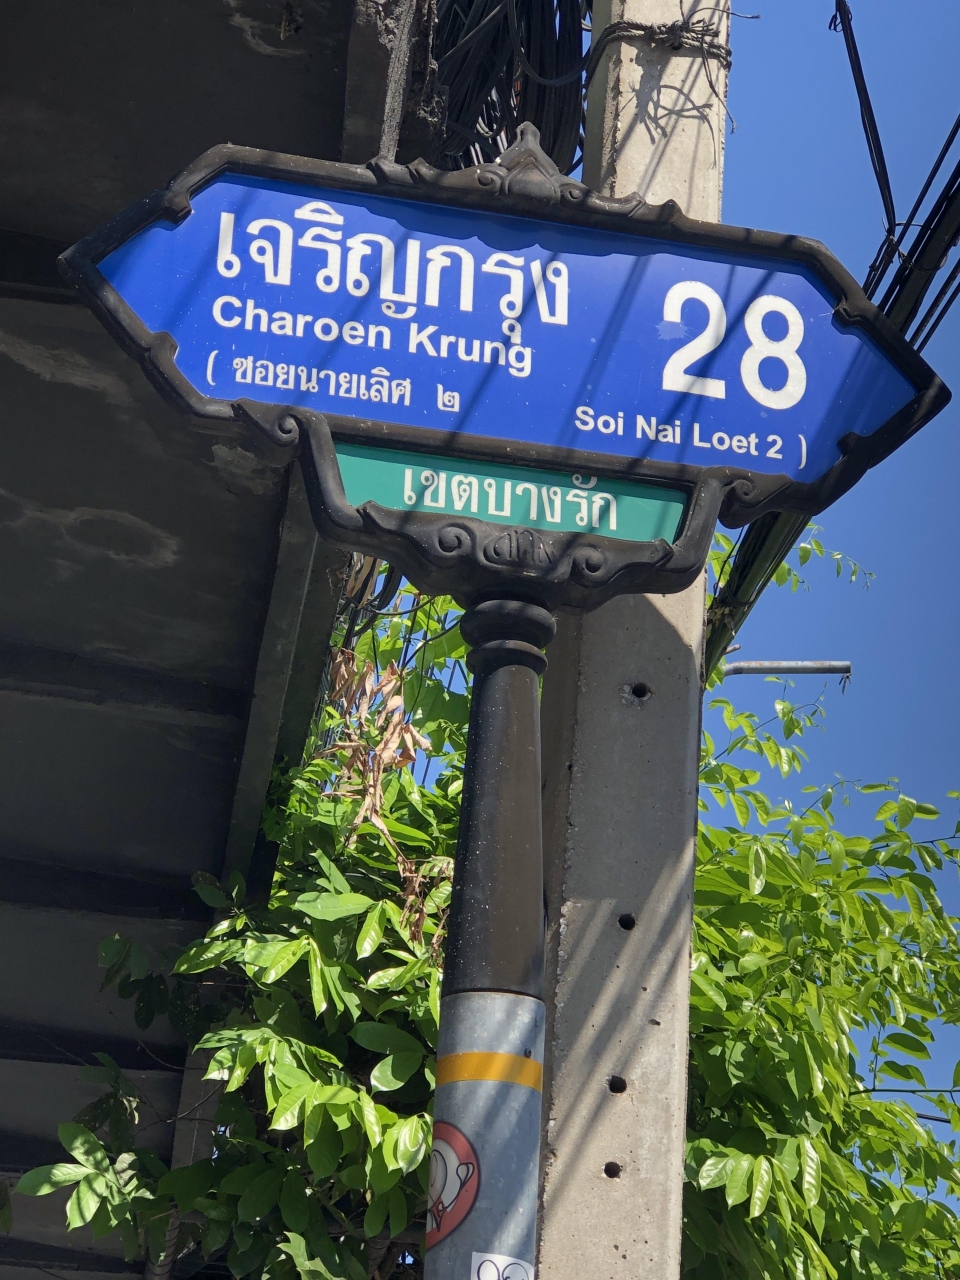 เจริญกรุง 28
Charoen Krung
( ซอยนายเลิศ ๒
Soi Nai Loet 2 )
เขตบางรัก